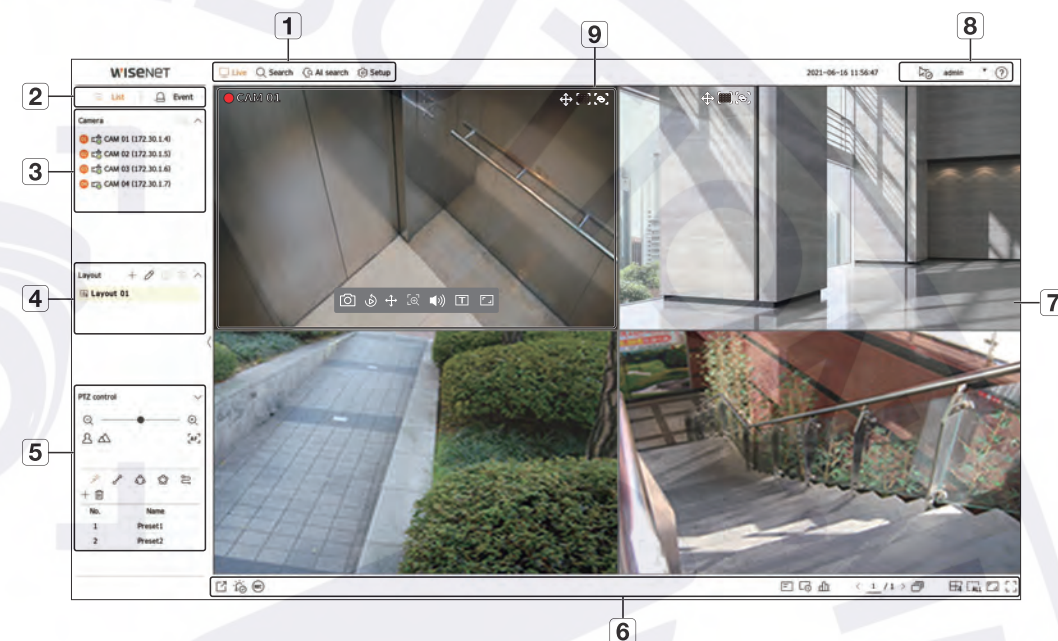 1
9
8
WISENET
Live Search AI search Setup
2021-06-16 11:56:47
admin
2
List Event
CAM 01
Camera
3
CAM 01 (172.30.1.4)
CAM 02 (172.30.1.5)
CAM 03 (172.30.1.6)
CAM 04 (172.30.1.7)
4
Layout
Layout 01
T
7
5
PTZ control
AF
No. Name
1 Preset1
2 Preset2
REC
1 / 1
ALL
6